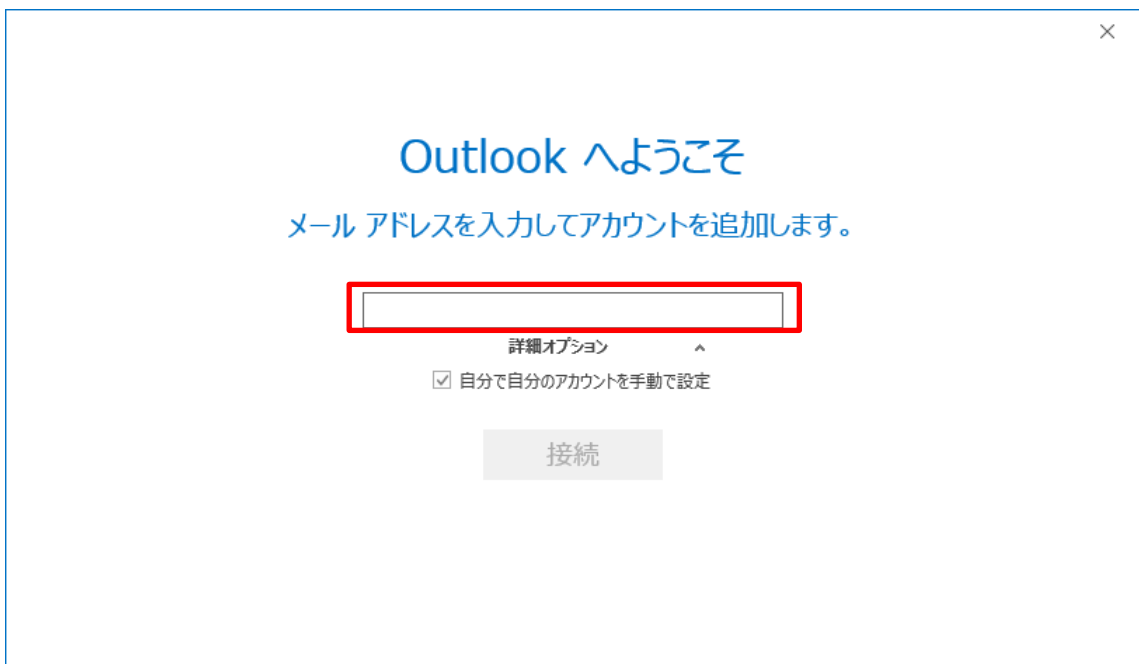 Outlook へようこそ
メール アドレスを入力してアカウントを追加します。
詳細オプション
自分で自分のアカウントを手動で設定
接続